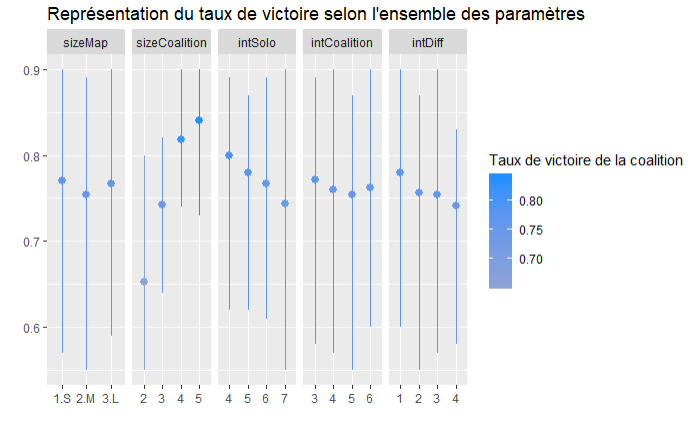 Représentation du taux de victoire selon l'ensemble des paramètres
sizeMap sizeCoalition intSolo intCoalition intDiff
0.9
0.8
0.7
0.6
1.S 2.M 3.L 2 3 4 5 4 5 6 7 3 4 5 6 1 2 3 4
Taux de victoire de la coalition
0.80
0.75
0.70